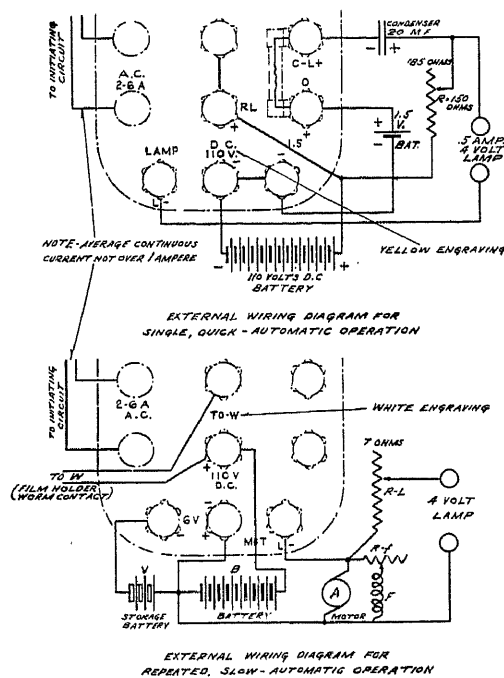 TO INITIATING
CIRCUIT
A.C.
2-6A
RL
+
C-L+
O
+
CONDENSER
20 MF
- +
185 OHMS
R=150
OHMS
+
1.5
V.
BAT.
-
.5 AMP.
4 VOLT
LAMP
LAMP
L -
D.C.
110 V.
-
1.5
-
NOTE-AVERAGE CONTINUOUS
CURRENT NOT OVER 1 AMPERE
YELLOW ENGRAVING
- +
110 VOLTS D.C
BATTERY
EXTERNAL WIRING DIAGRAM FOR
SINGLE, QUICK-AUTOMATIC OPERATION
TO INITIATING
CIRCUIT
2-6 A
A.C.
TO-W
WHITE ENGRAVING
TO W
(FILM HOLDER
WORM CONTACT)
+
110 V
D.C.
7 OHMS
R-L
4 VOLT
LAMP
- 6V -
+
MOT
L -
R-f
V
STORAGE
BATTERY
B
BATTERY
A
MOTOR
F
EXTERNAL WIRING DIAGRAM FOR
REPEATED, SLOW-AUTOMATIC OPERATION